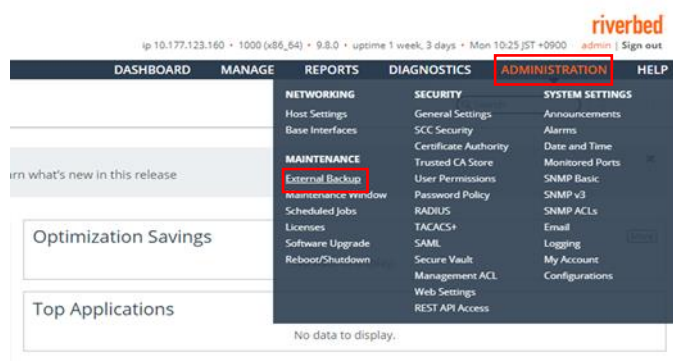 riverbed
ip 10.177.123.160 • 1000 (x86_64) • 9.8.0 • uptime 1 week, 3 days • Mon 10:25 JST +0900 admin | Sign out
DASHBOARD MANAGE REPORTS DIAGNOSTICS ADMINISTRATION HELP
NETWORKING
Host Settings
Base Interfaces
MAINTENANCE
External Backup
Maintenance Window
Scheduled Jobs
Licenses
Software Upgrade
Reboot/Shutdown
SECURITY
General Settings
SCC Security
Certificate Authority
Trusted CA Store
User Permissions
Password Policy
RADIUS
TACACS+
SAML
Secure Vault
Management ACL
Web Settings
REST API Access
SYSTEM SETTINGS
Announcements
Alarms
Date and Time
Monitored Ports
SNMP Basic
SNMP v3
SNMP ACLs
Email
Logging
My Account
Configurations
rn what's new in this release
Optimization Savings
Top Applications
No data to display.